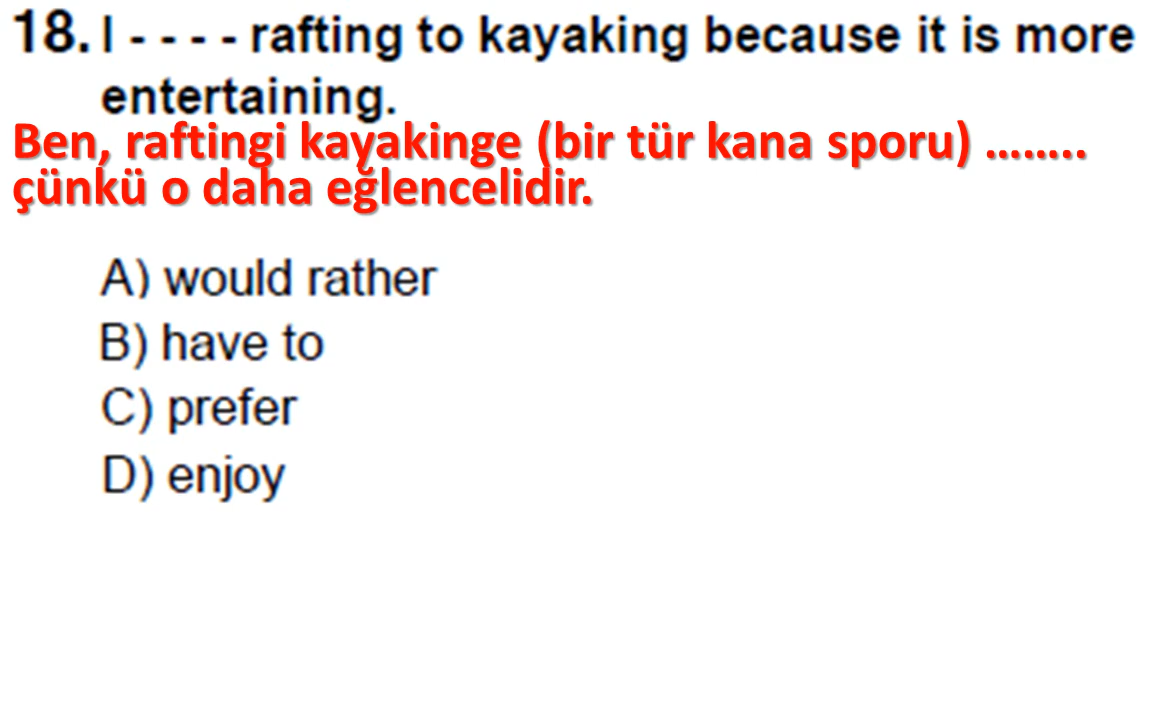 18. I - - - - rafting to kayaking because it is more
entertaining.
Ben, raftingi kayakinge (bir tür kana sporu) ........
çünkü o daha eğlencelidir.
A) would rather
B) have to
C) prefer
D) enjoy